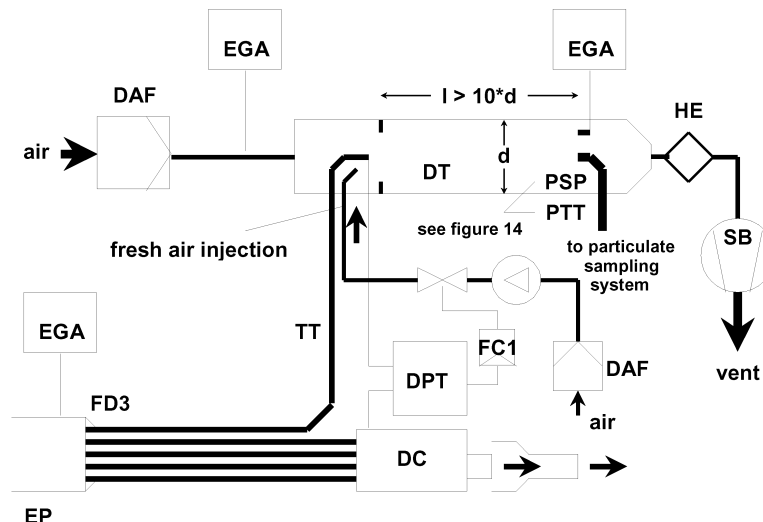 EGA
EGA
DAF
l > 10*d
HE
air
d
DT
PSP
PTT
SB
see figure 14
fresh air injection
to particulate
sampling
system
EGA
TT
FC1
vent
DPT
DAF
FD3
air
DC
EP